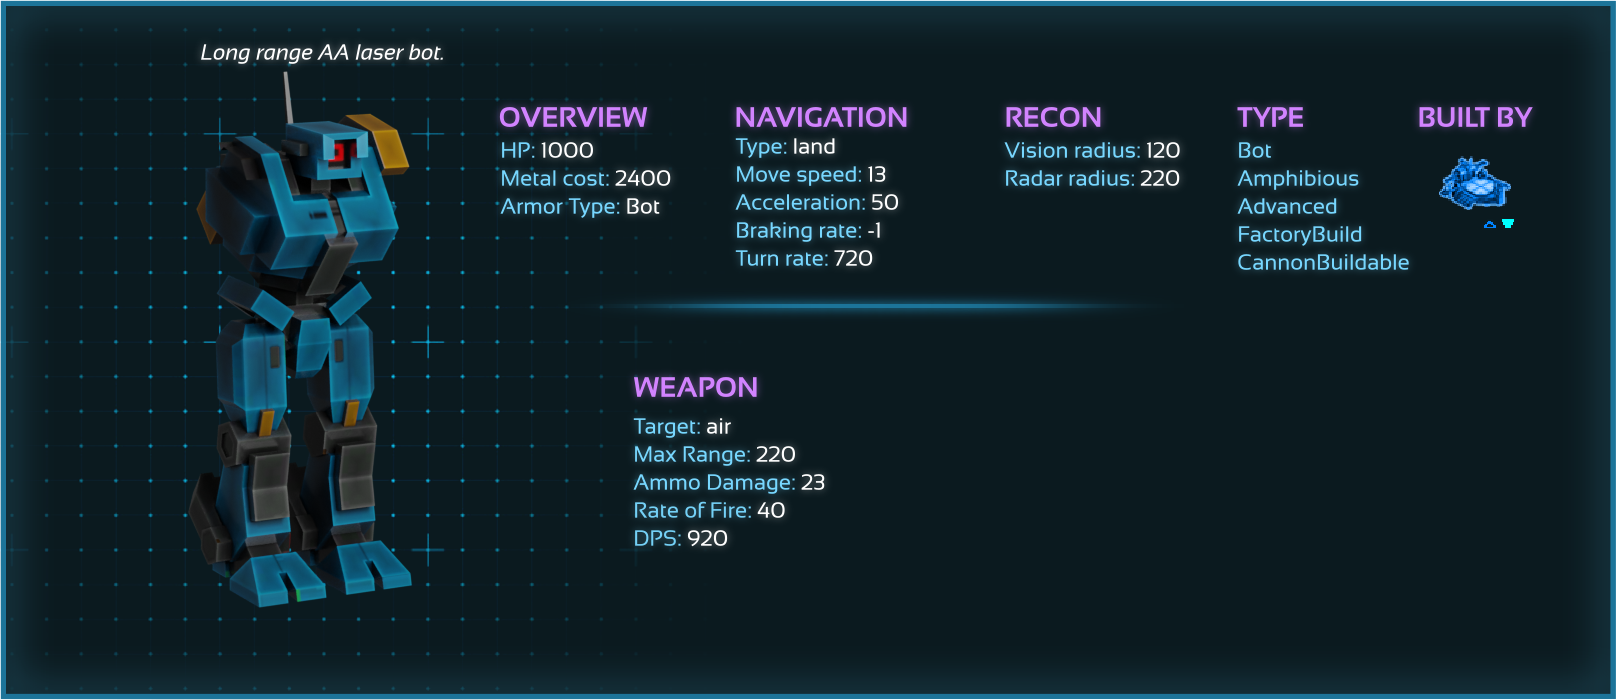 Long range AA laser bot.
OVERVIEW
HP: 1000
Metal cost: 2400
Armor Type: Bot
NAVIGATION
Type: land
Move speed: 13
Acceleration: 50
Braking rate: -1
Turn rate: 720
RECON
Vision radius: 120
Radar radius: 220
TYPE
Bot
Amphibious
Advanced
FactoryBuild
CannonBuildable
BUILT BY
WEAPON
Target: air
Max Range: 220
Ammo Damage: 23
Rate of Fire: 40
DPS: 920